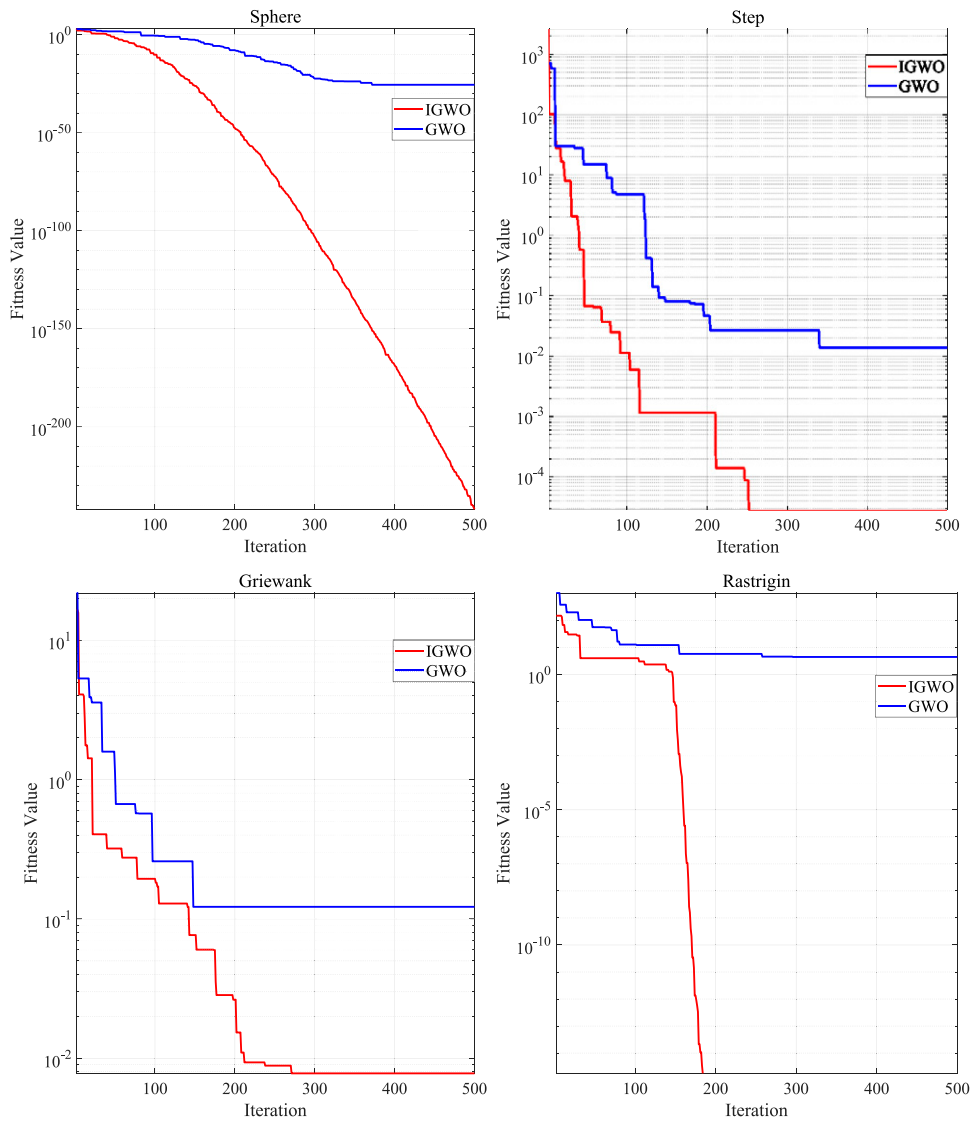 Sphere
Fitness Value
10^0
10^-50
10^-100
10^-150
10^-200
IGWO
GWO
100 200 300 400 500
Iteration
Step
Fitness Value
10^3
10^2
10^1
10^0
10^-1
10^-2
10^-3
10^-4
IGWO
GWO
100 200 300 400 500
Iteration
Griewank
Fitness Value
10^1
10^0
10^-1
10^-2
IGWO
GWO
100 200 300 400 500
Iteration
Rastrigin
Fitness Value
10^0
10^-5
10^-10
IGWO
GWO
100 200 300 400 500
Iteration